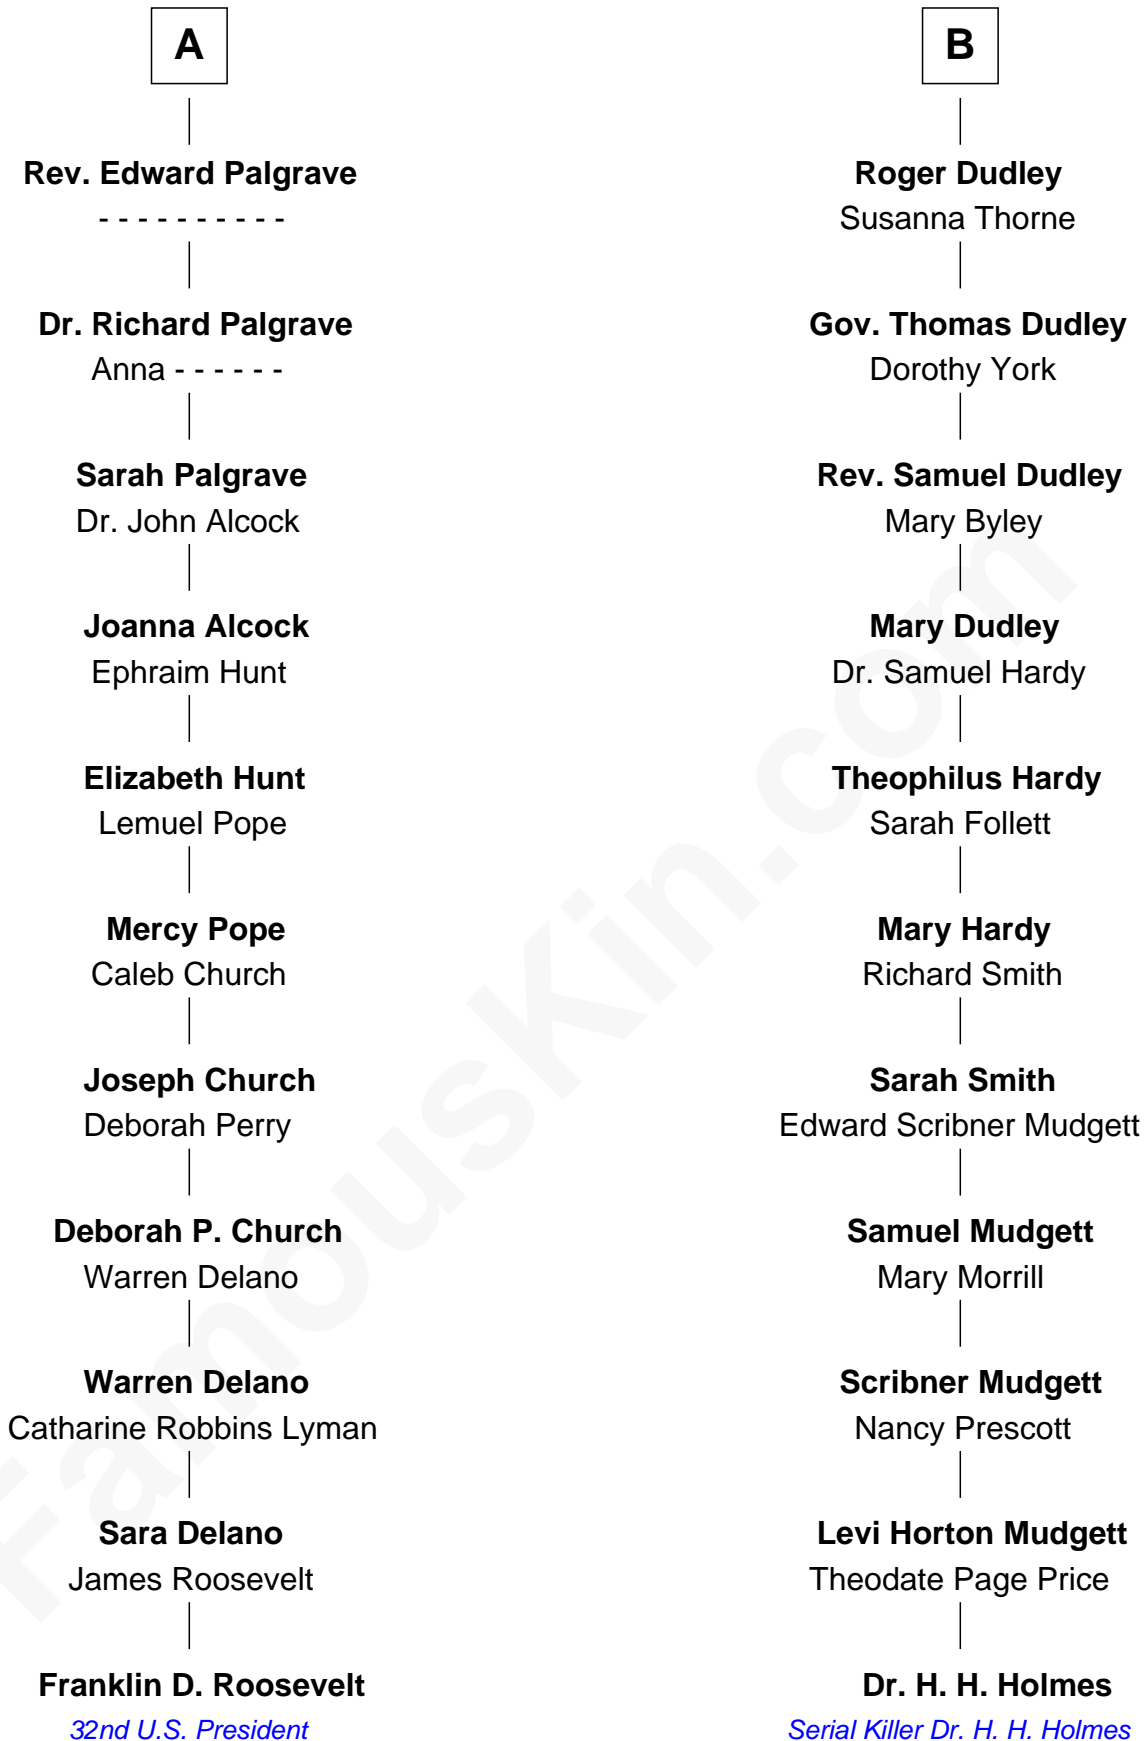 A
Rev. Edward Palgrave
- - - - - - - - - -
Dr. Richard Palgrave
Anna - - - - - -
Sarah Palgrave
Dr. John Alcock
Joanna Alcock
Ephraim Hunt
Elizabeth Hunt
Lemuel Pope
Mercy Pope
Caleb Church
Joseph Church
Deborah Perry
Deborah P. Church
Warren Delano
Warren Delano
Catharine Robbins Lyman
Sara Delano
James Roosevelt
Franklin D. Roosevelt
32nd U.S. President
B
Roger Dudley
Susanna Thorne
Gov. Thomas Dudley
Dorothy York
Rev. Samuel Dudley
Mary Byley
Mary Dudley
Dr. Samuel Hardy
Theophilus Hardy
Sarah Follett
Mary Hardy
Richard Smith
Sarah Smith
Edward Scribner Mudgett
Samuel Mudgett
Mary Morrill
Scribner Mudgett
Nancy Prescott
Levi Horton Mudgett
Theodate Page Price
Dr. H. H. Holmes
Serial Killer Dr. H. H. Holmes
FamousKin.com